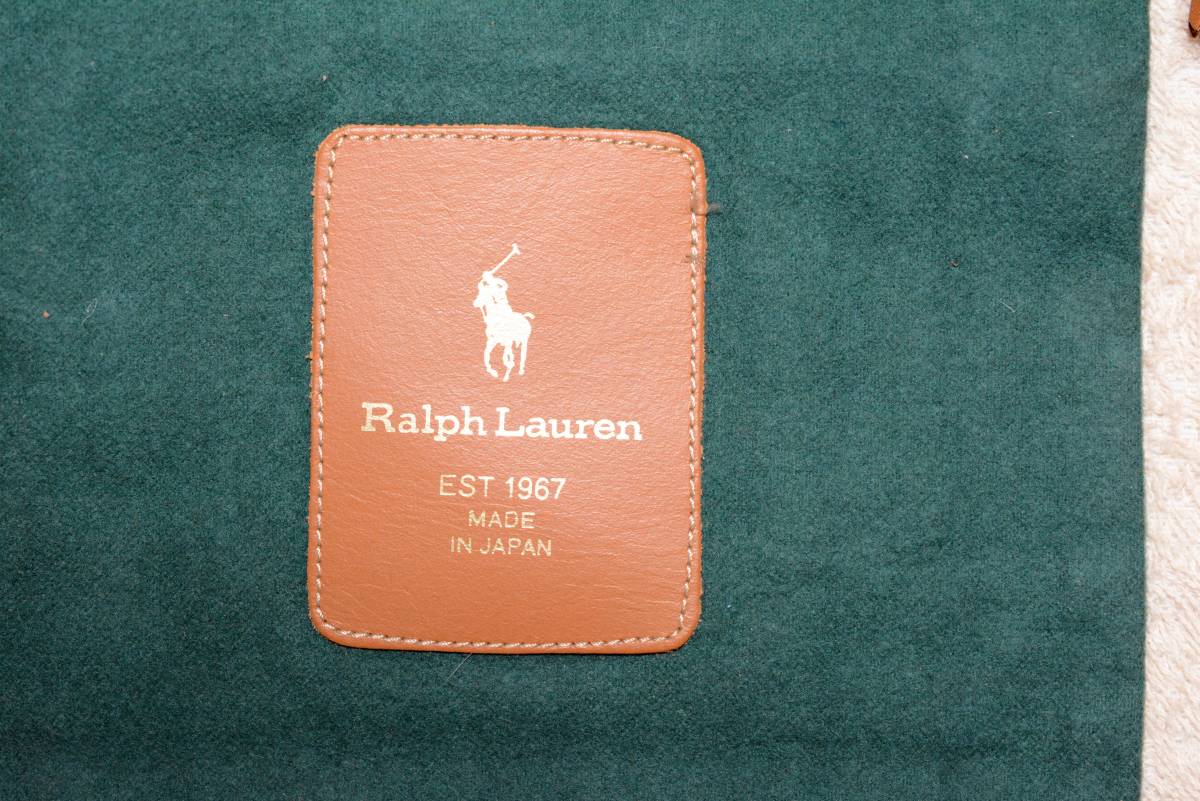 Ralph Lauren
EST 1967
MADE
IN JAPAN